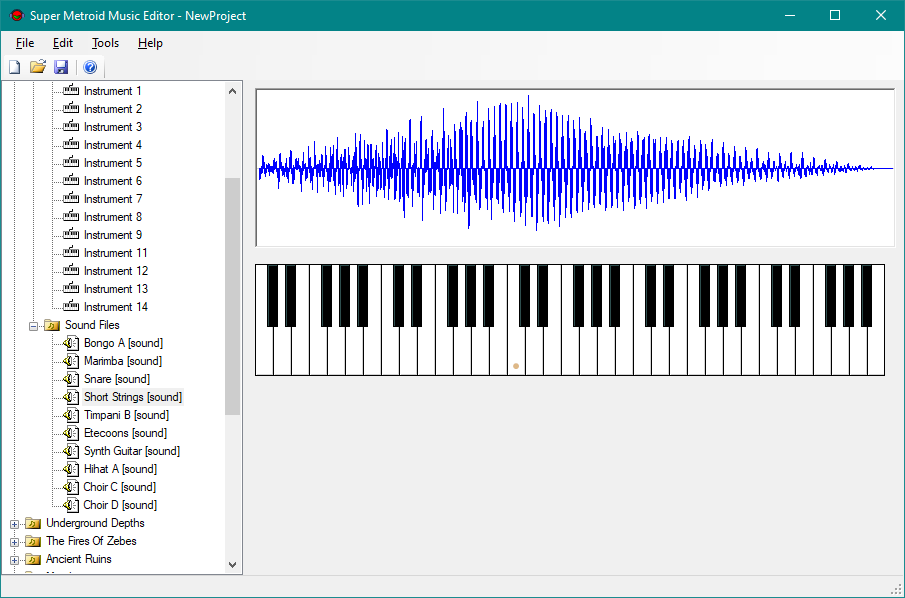 Super Metroid Music Editor - NewProject
File Edit Tools Help
Instrument 1
Instrument 2
Instrument 3
Instrument 4
Instrument 5
Instrument 6
Instrument 7
Instrument 8
Instrument 9
Instrument 11
Instrument 12
Instrument 13
Instrument 14
Sound Files
Bongo A [sound]
Marimba [sound]
Snare [sound]
Short Strings [sound]
Timpani B [sound]
Etecoons [sound]
Synth Guitar [sound]
Hihat A [sound]
Choir C [sound]
Choir D [sound]
Underground Depths
The Fires Of Zebes
Ancient Ruins